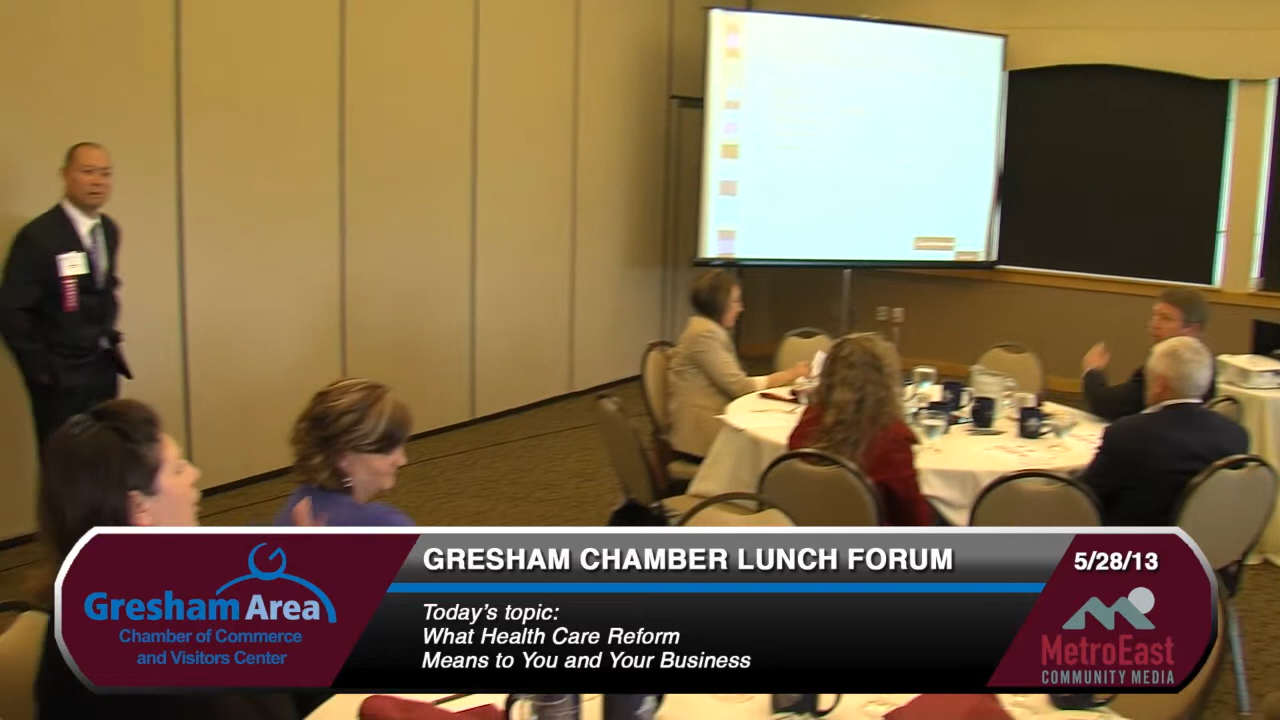 GRESHAM CHAMBER LUNCH FORUM
5/28/13
Gresham Area
Chamber of Commerce
and Visitors Center
Today's topic:
What Health Care Reform
Means to You and Your Business
MetroEast
COMMUNITY MEDIA